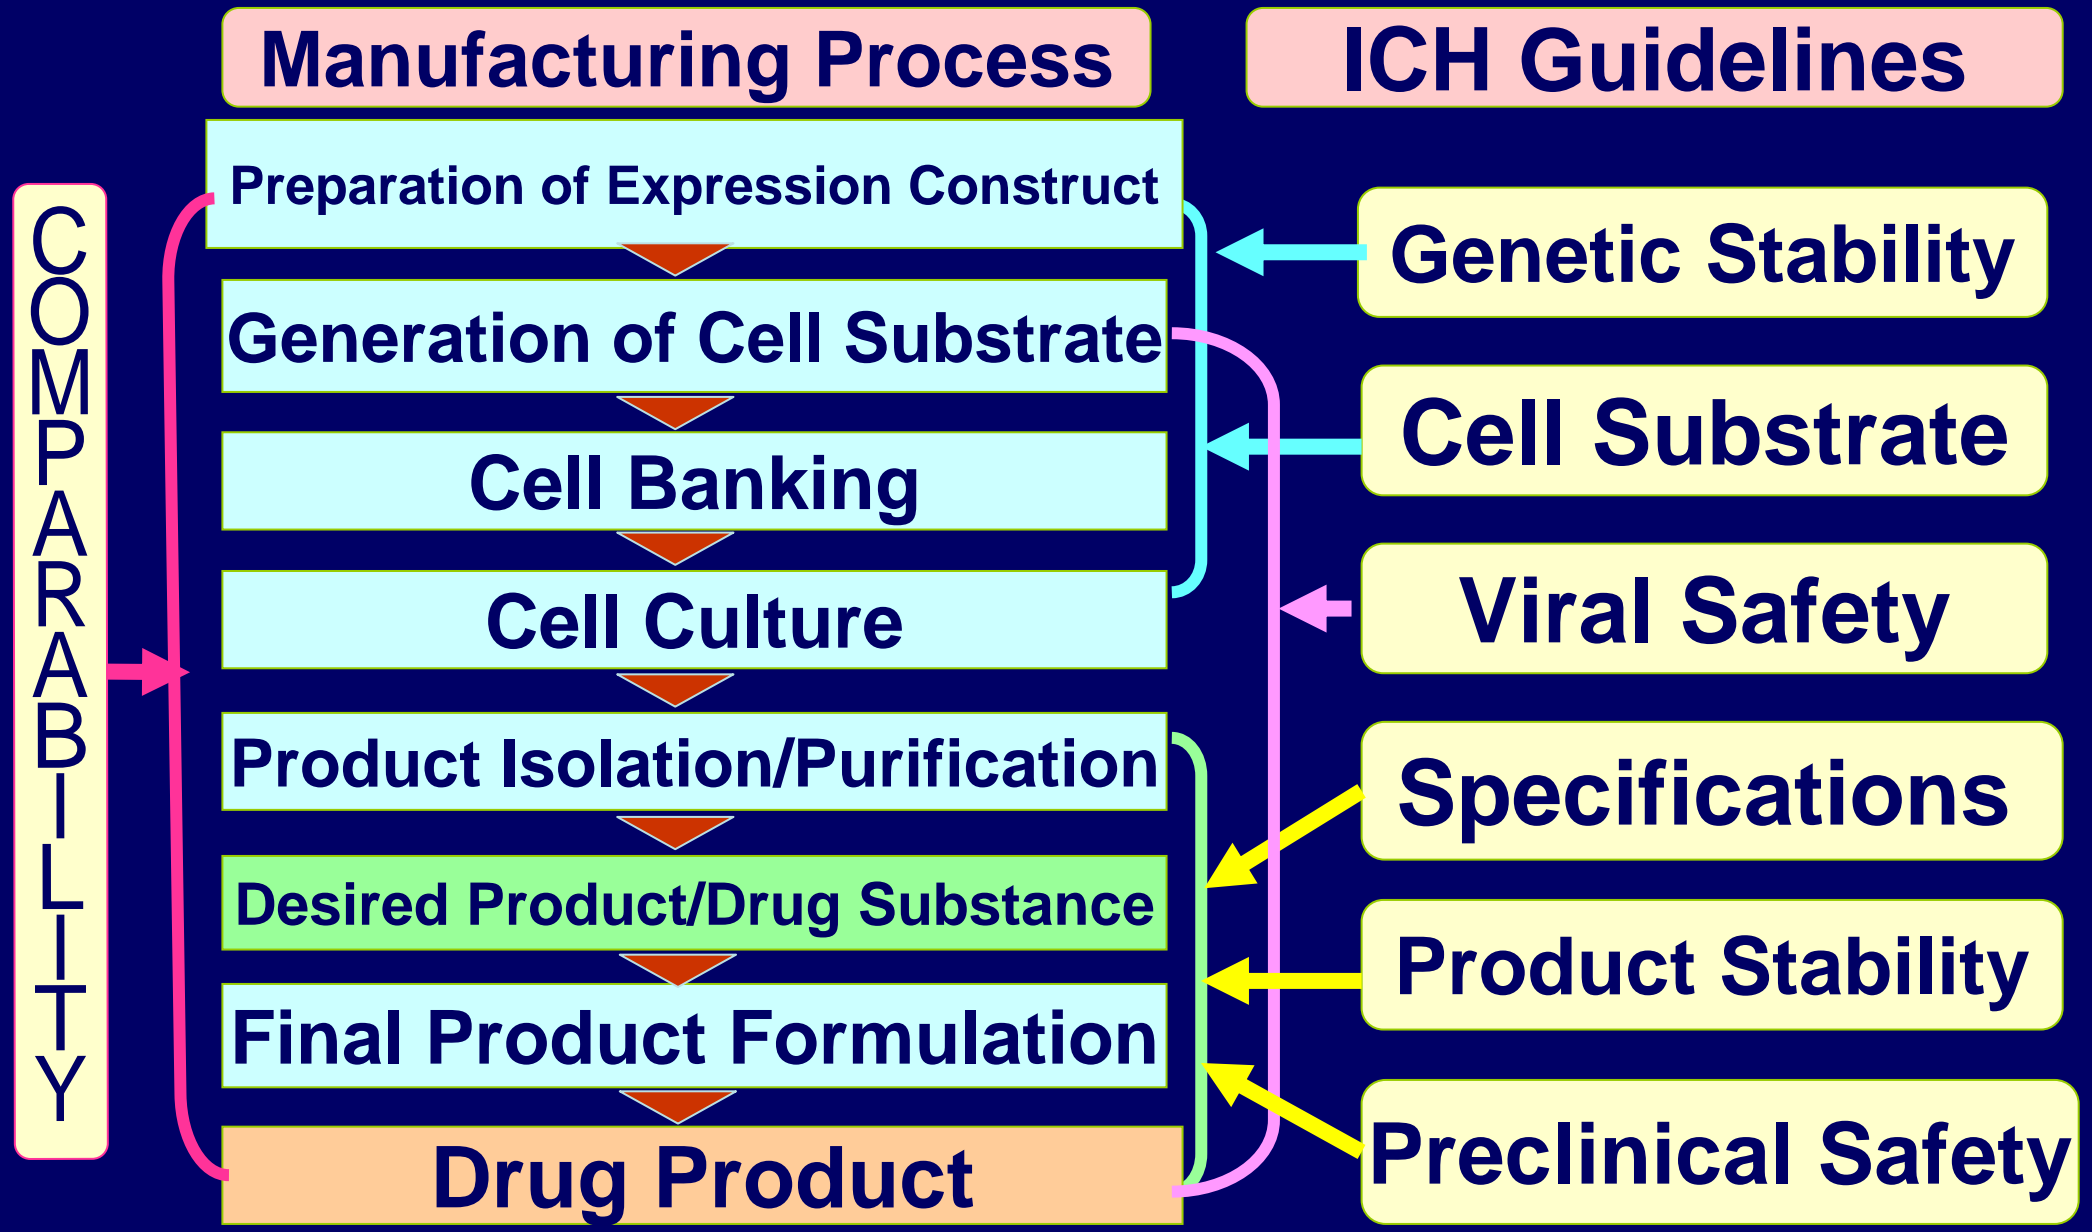 Manufacturing Process
ICH Guidelines
COMPARABILITY
Preparation of Expression Construct
Generation of Cell Substrate
Cell Banking
Cell Culture
Product Isolation/Purification
Desired Product/Drug Substance
Final Product Formulation
Drug Product
Genetic Stability
Cell Substrate
Viral Safety
Specifications
Product Stability
Preclinical Safety